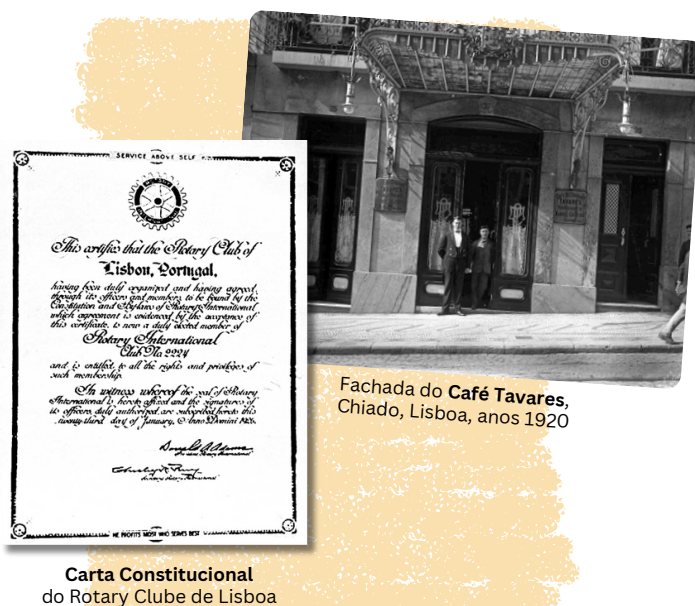 SERVICE ABOVE SELF
ROTARY
This certifies that the Rotary Club of
Lisbon, Portugal,
having been duly organized and having agreed,
through its officers and members, to be bound by the
Constitution and By-laws of Rotary International,
which agreement is evidenced by the acceptance of
this certificate, is now a duly elected member of
Rotary International
Club No. 2224
and is entitled to all the rights and privileges of
such membership.
In witness whereof the seal of Rotary
International is hereto affixed and the signatures of
its officers, duly authorized, are subscribed hereto this
twenty-third day of January, Anno Domini 1926.
HE PROFITS MOST WHO SERVES BEST
Carta Constitucional
do Rotary Clube de Lisboa
Fachada do Café Tavares,
Chiado, Lisboa, anos 1920